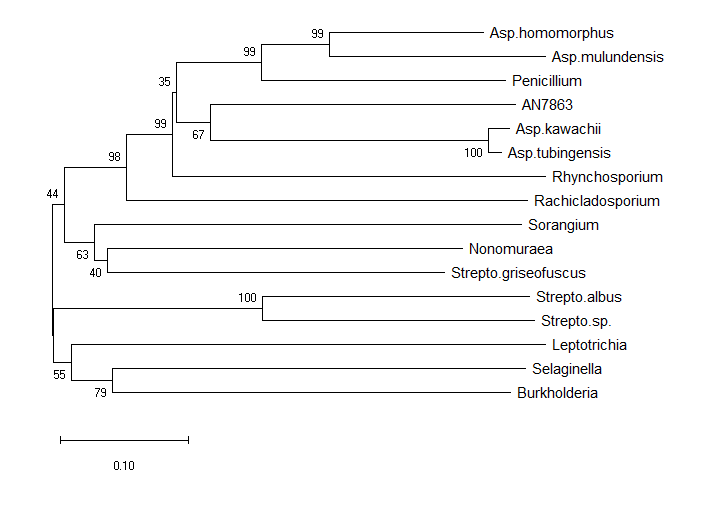 99 Asp.homomorphus
99 Asp.mulundensis
35 Penicillium
AN7863
99 67 Asp.kawachii
98 100 Asp.tubingensis
Rhynchosporium
44 Rachicladosporium
63 Sorangium
40 Nonomuraea
Strepto.griseofuscus
100 Strepto.albus
Strepto.sp.
55 Leptotrichia
79 Selaginella
Burkholderia
0.10